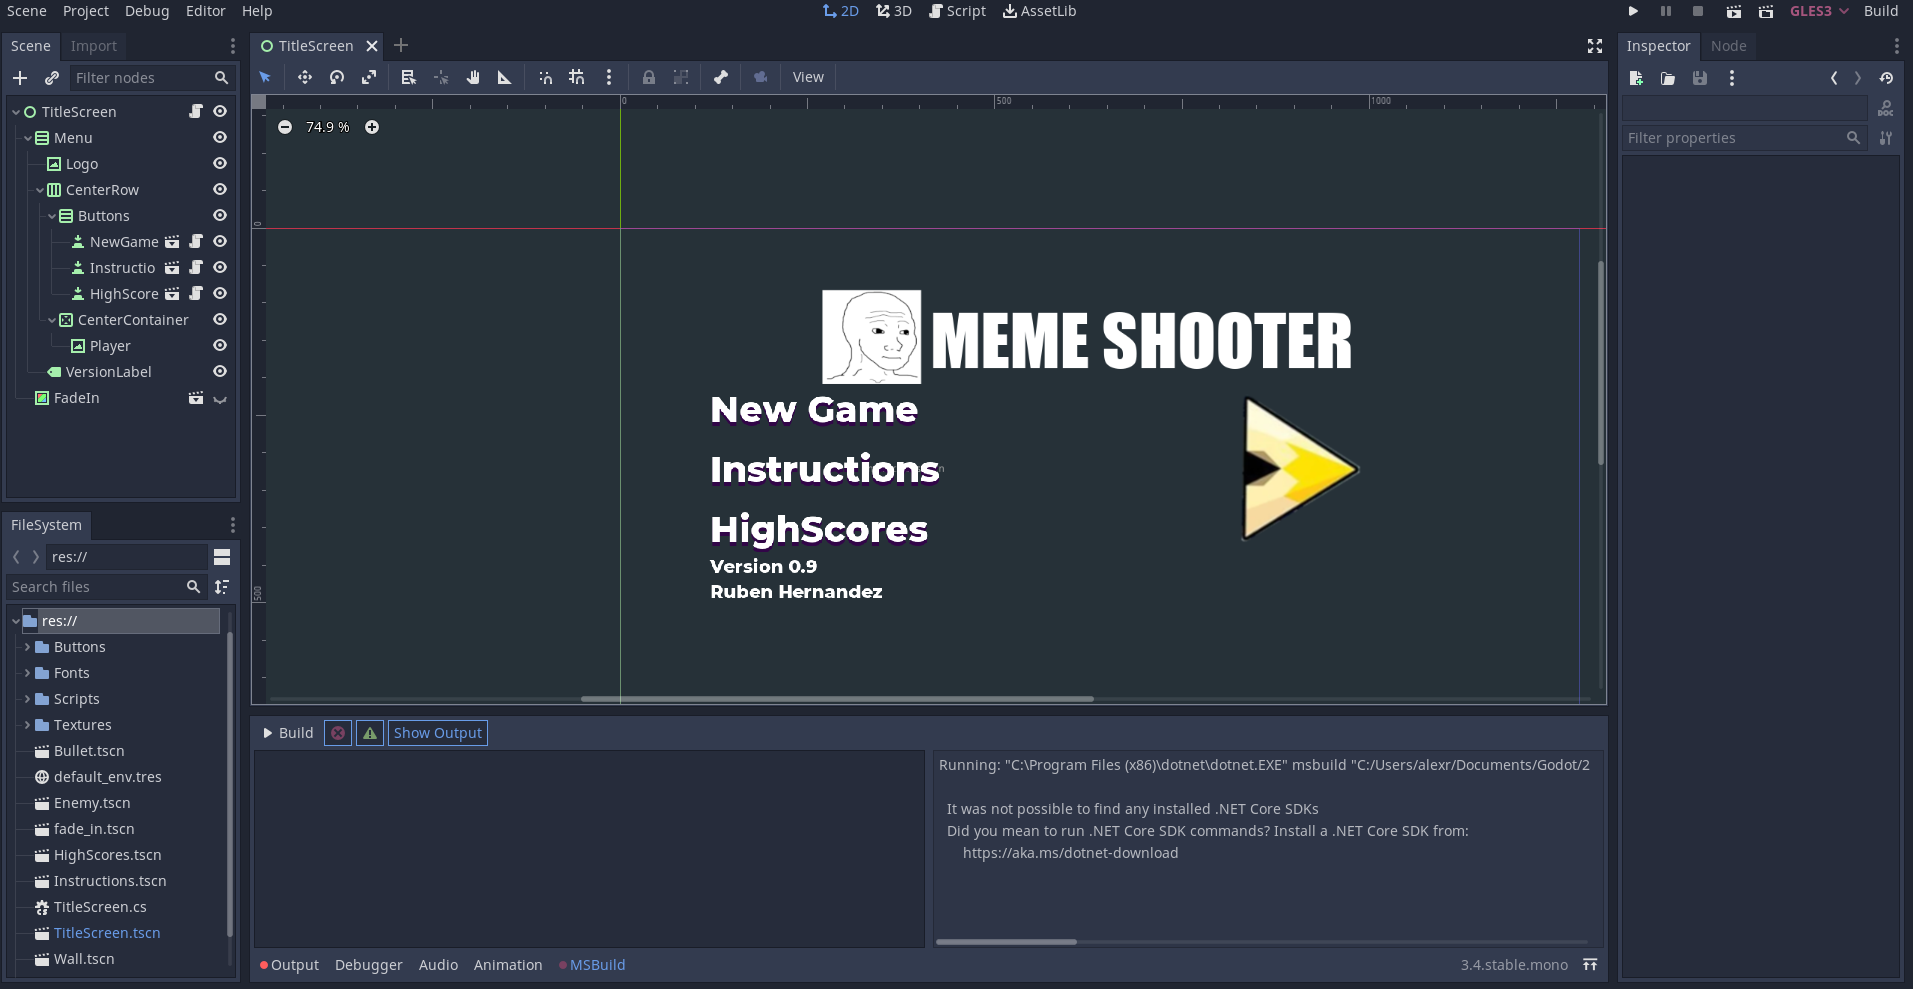 Scene Project Debug Editor Help
2D 3D Script AssetLib
GLES3 Build
Scene Import
Filter nodes
TitleScreen
Menu
Logo
CenterRow
Buttons
NewGame
Instructio
HighScore
CenterContainer
Player
VersionLabel
FadeIn
FileSystem
res://
Search files
res://
Buttons
Fonts
Scripts
Textures
Bullet.tscn
default_env.tres
Enemy.tscn
fade_in.tscn
HighScores.tscn
Instructions.tscn
TitleScreen.cs
TitleScreen.tscn
Wall.tscn
TitleScreen
View
0 500 1000
74.9 %
0
500
MEME SHOOTER
New Game
Instructions
HighScores
Version 0.9
Ruben Hernandez
Build Show Output
Running: "C:\Program Files (x86)\dotnet\dotnet.EXE" msbuild "C:/Users/alexr/Documents/Godot/2
It was not possible to find any installed .NET Core SDKs
Did you mean to run .NET Core SDK commands? Install a .NET Core SDK from:
https://aka.ms/dotnet-download
Output Debugger Audio Animation MSBuild
3.4.stable.mono
Inspector Node
DOC
Filter properties